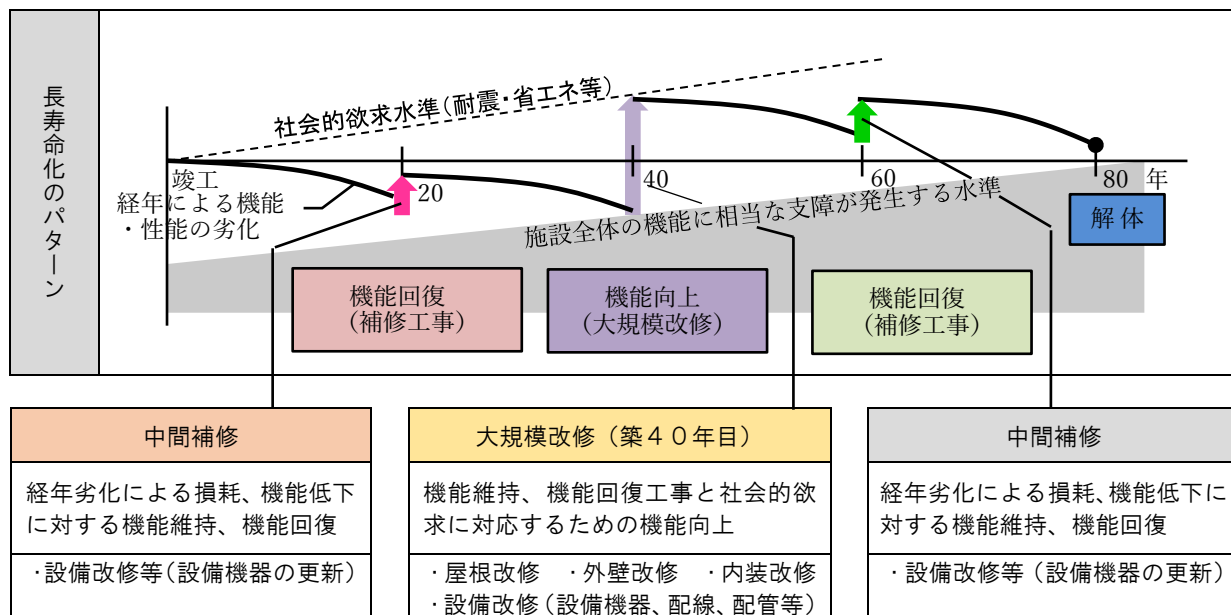 長寿命化のパターン
社会的欲求水準(耐震・省エネ等)
竣工
経年による機能
・性能の劣化
20
40
60
80 年
施設全体の機能に相当な支障が発生する水準
解体
機能回復
(補修工事)
機能向上
(大規模改修)
機能回復
(補修工事)
中間補修
経年劣化による損耗、機能低下
に対する機能維持、機能回復
・設備改修等(設備機器の更新)
大規模改修(築40年目)
機能維持、機能回復工事と社会的欲
求に対応するための機能向上
・屋根改修 ・外壁改修 ・内装改修
・設備改修(設備機器、配線、配管等)
中間補修
経年劣化による損耗、機能低下に
対する機能維持、機能回復
・設備改修等(設備機器の更新)